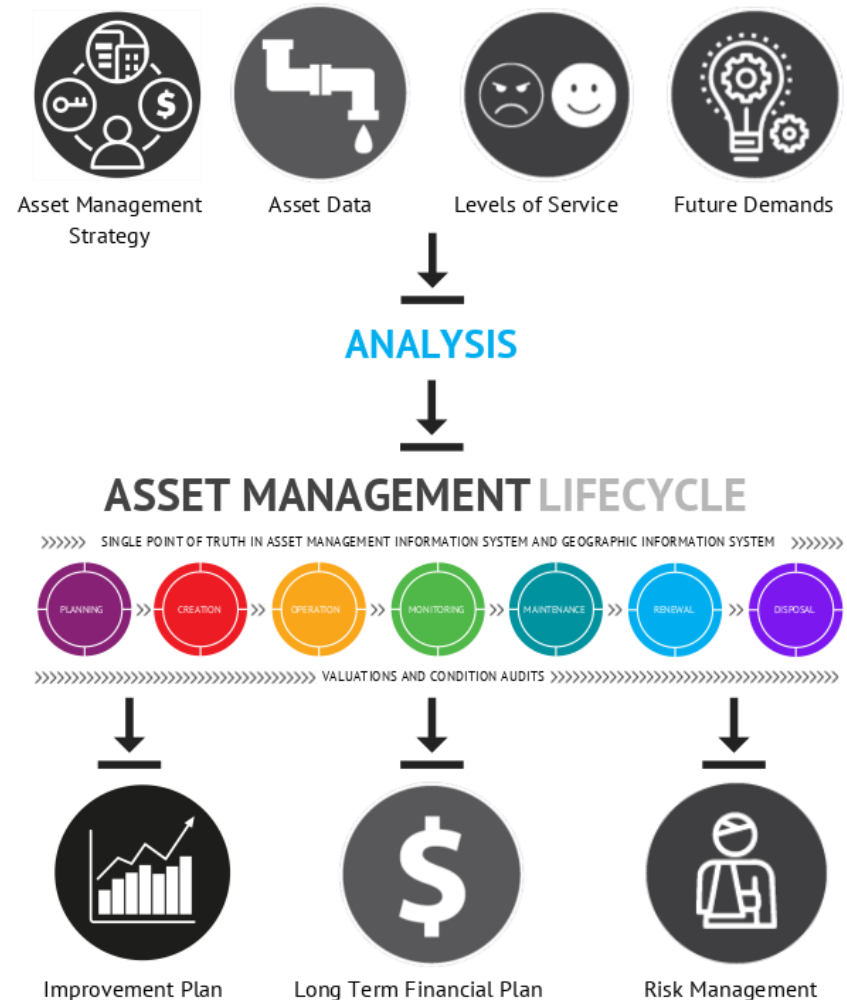 Asset Management
Strategy
Asset Data
Levels of Service
Future Demands
ANALYSIS
ASSET MANAGEMENT LIFECYCLE
SINGLE POINT OF TRUTH IN ASSET MANAGEMENT INFORMATION SYSTEM AND GEOGRAPHIC INFORMATION SYSTEM
PLANNING
CREATION
OPERATION
MONITORING
MAINTENANCE
RENEWAL
DISPOSAL
VALUATIONS AND CONDITION AUDITS
$
Improvement Plan
Long Term Financial Plan
Risk Management